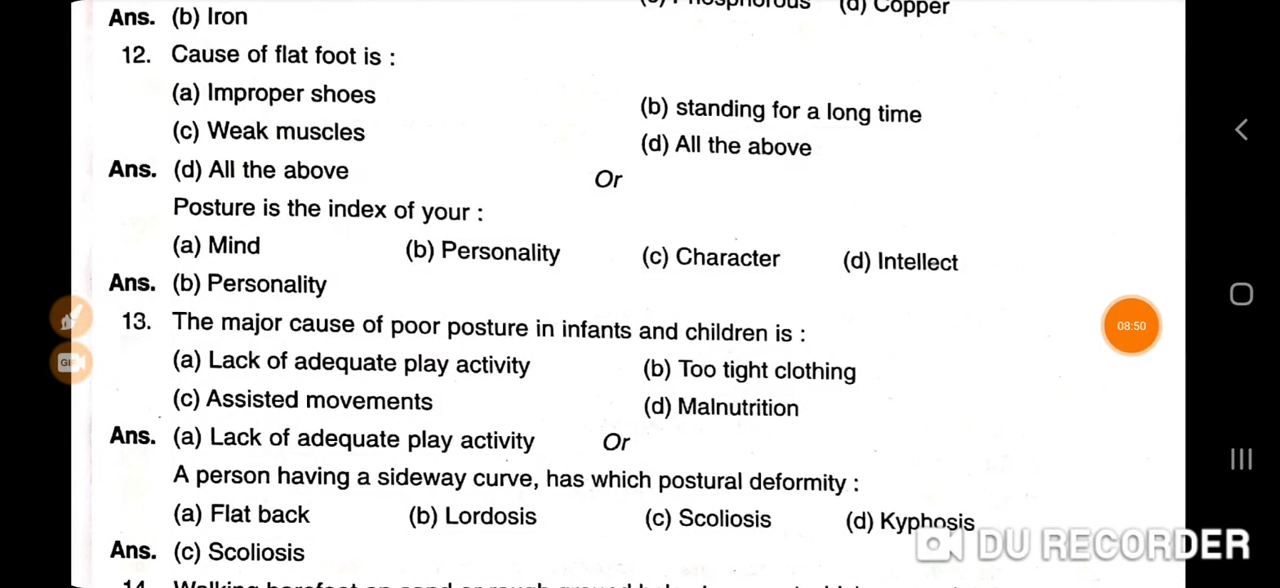 (d) Copper
Ans. (b) Iron
12. Cause of flat foot is :
(a) Improper shoes
(b) standing for a long time
(c) Weak muscles
(d) All the above
Ans. (d) All the above
Or
Posture is the index of your :
(a) Mind (b) Personality (c) Character (d) Intellect
Ans. (b) Personality
13. The major cause of poor posture in infants and children is :
(a) Lack of adequate play activity (b) Too tight clothing
(c) Assisted movements (d) Malnutrition
Ans. (a) Lack of adequate play activity Or
A person having a sideway curve, has which postural deformity :
(a) Flat back (b) Lordosis (c) Scoliosis (d) Kyphosis
Ans. (c) Scoliosis
08:50
GIF
DU RECORDER